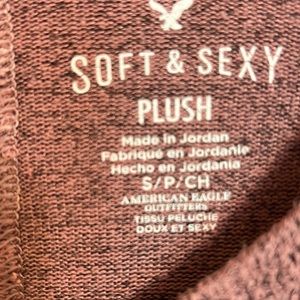 SOFT & SEXY
PLUSH
Made in Jordan
Fabriqué en Jordanie
Hecho en Jordania
S/P/CH
AMERICAN EAGLE
OUTFITTERS
TISSU PELUCHE
DOUX ET SEXY